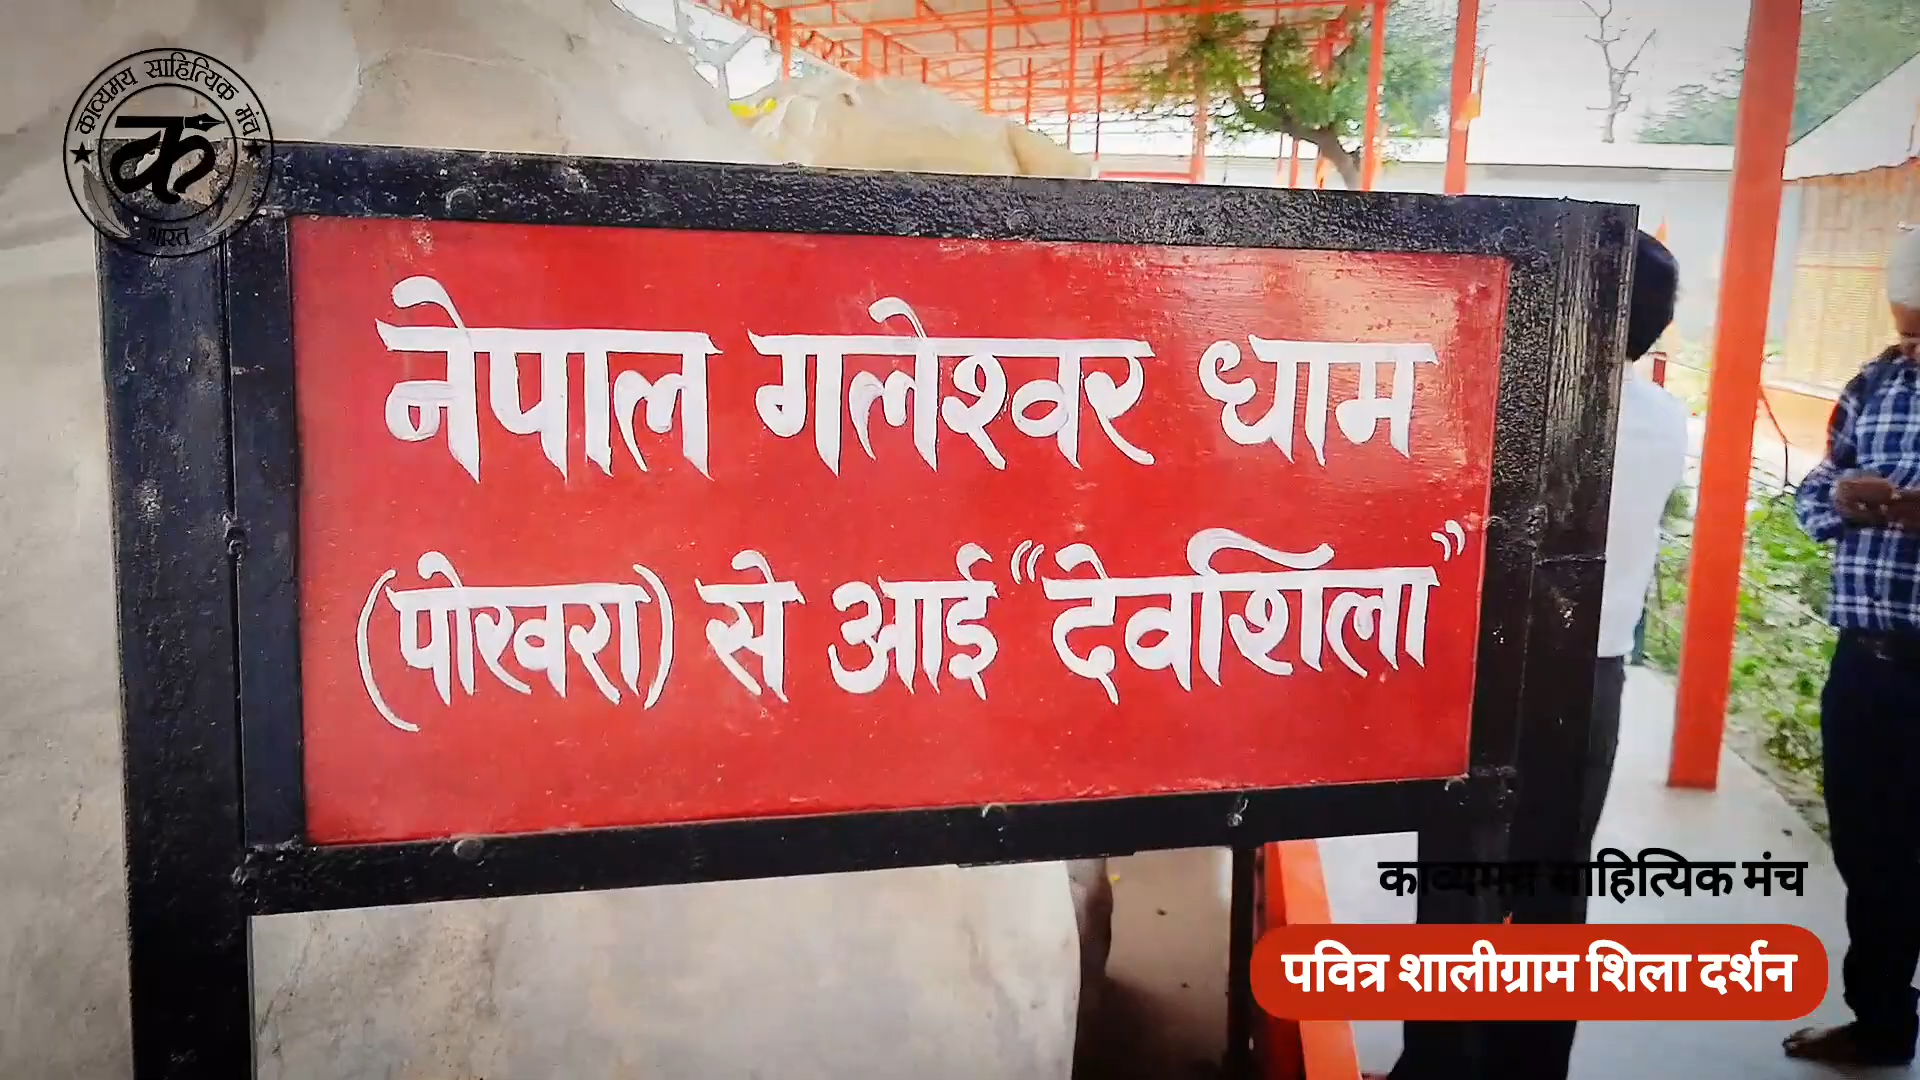 काव्यमय साहित्यिक मंच
क
भारत
नेपाल गलेश्वर धाम
(पोखरा) से आई "देवशिला"
काव्यमय साहित्यिक मंच
पवित्र शालीग्राम शिला दर्शन